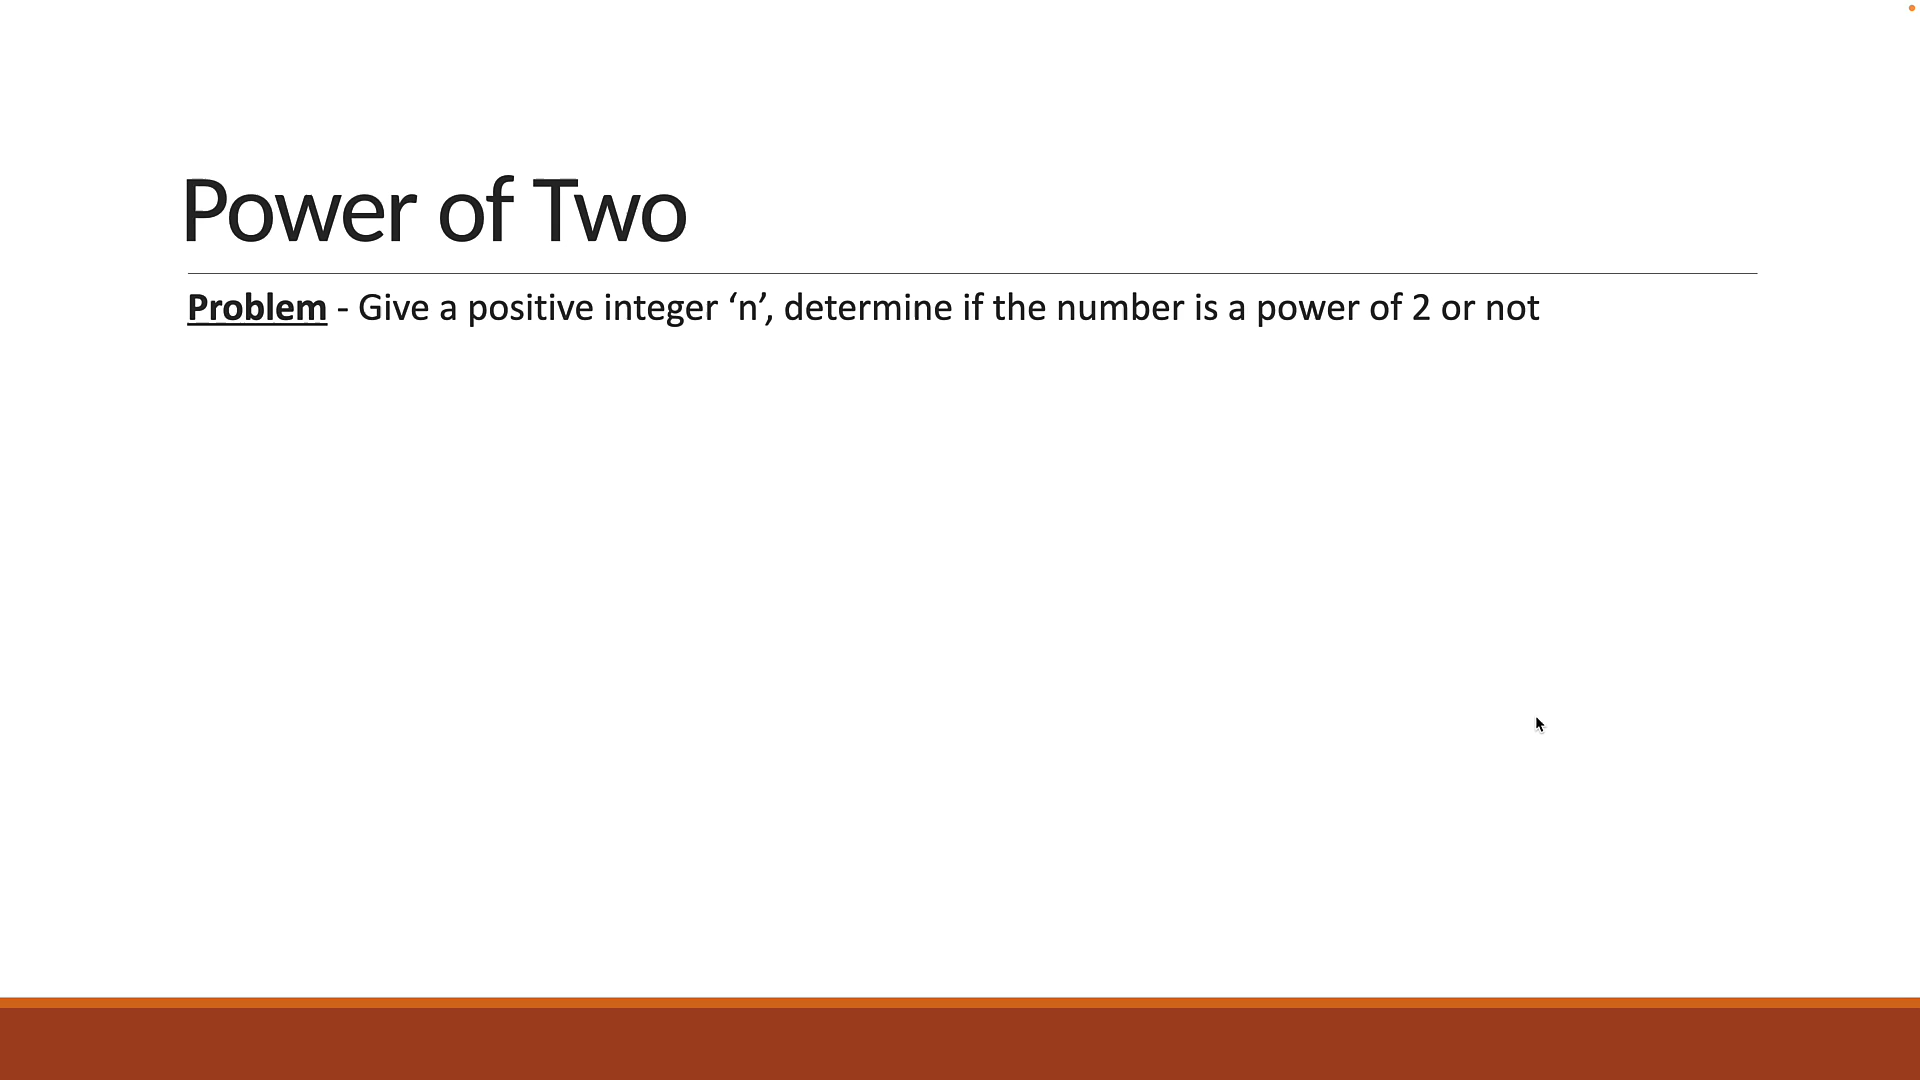 Power of Two
Problem - Give a positive integer ‘n’, determine if the number is a power of 2 or not